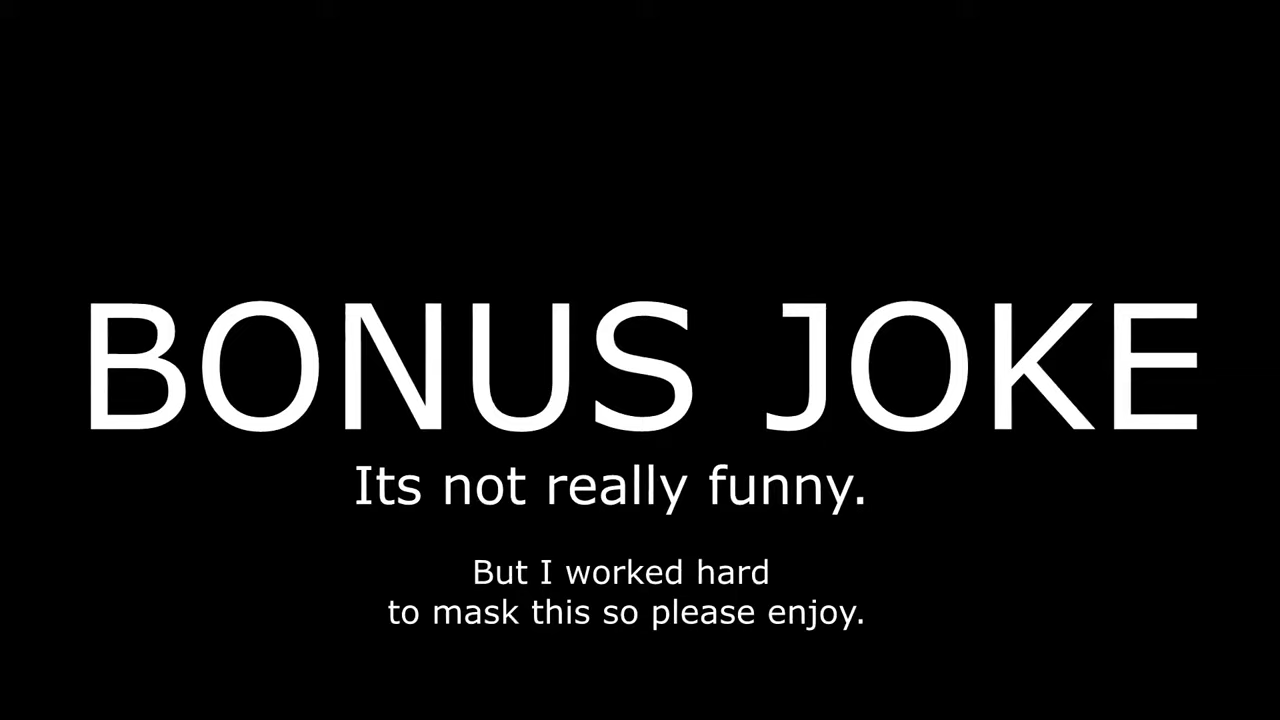 BONUS JOKE
Its not really funny.
But I worked hard
to mask this so please enjoy.